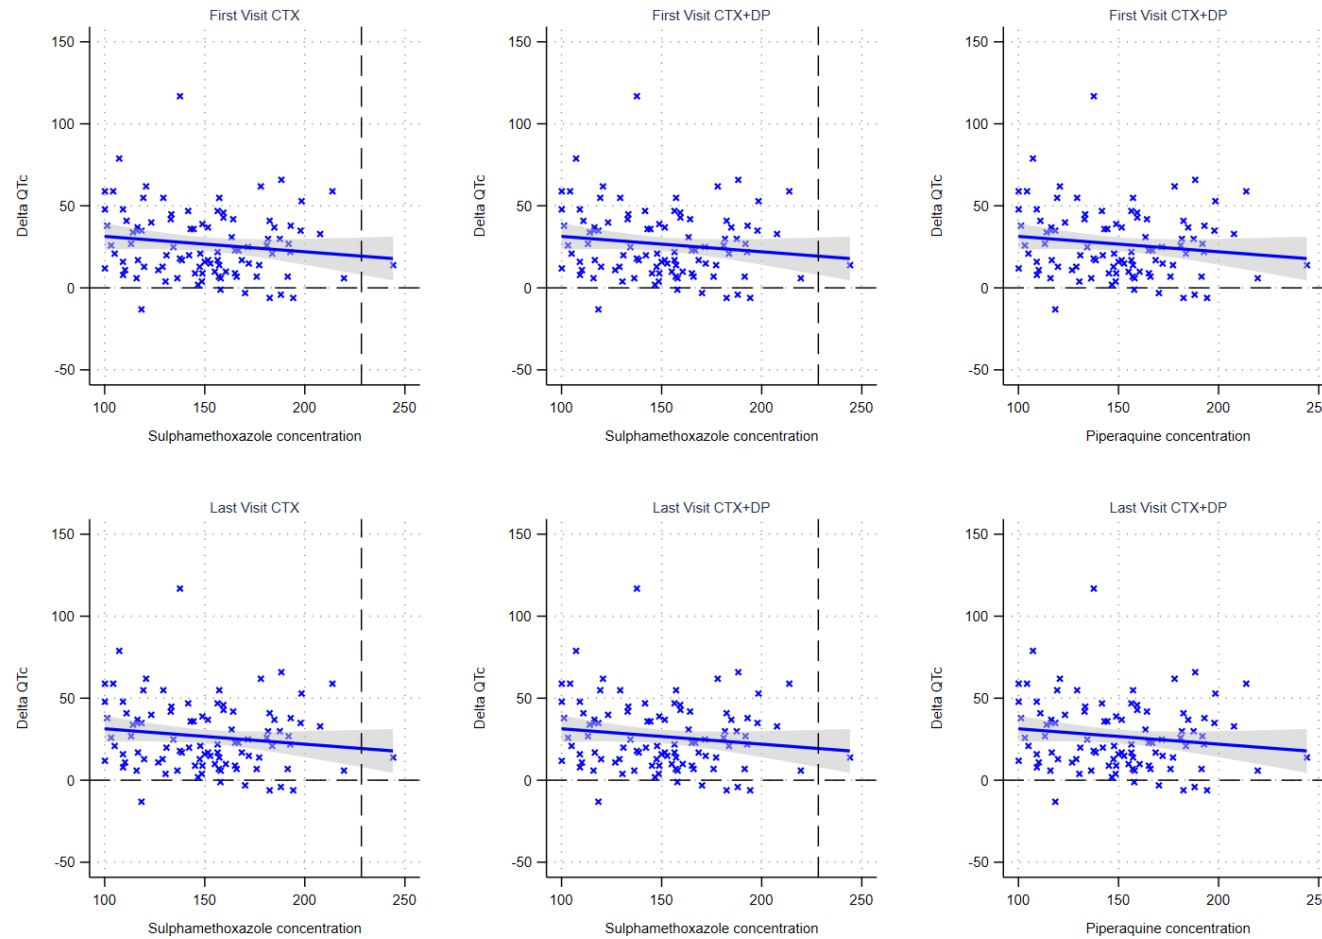 First Visit CTX
First Visit CTX+DP
First Visit CTX+DP
150
100
50
0
-50
Delta QTc
100 150 200 250
Sulphamethoxazole concentration
150
100
50
0
-50
Delta QTc
100 150 200 250
Sulphamethoxazole concentration
150
100
50
0
-50
Delta QTc
100 150 200 25
Piperaquine concentration
Last Visit CTX
Last Visit CTX+DP
Last Visit CTX+DP
150
100
50
0
-50
Delta QTc
100 150 200 250
Sulphamethoxazole concentration
150
100
50
0
-50
Delta QTc
100 150 200 250
Sulphamethoxazole concentration
150
100
50
0
-50
Delta QTc
100 150 200 25
Piperaquine concentration